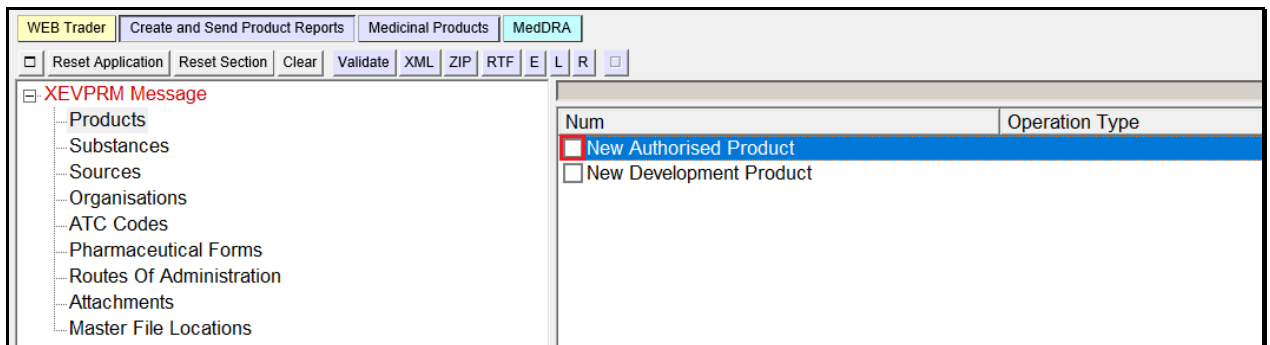 WEB Trader Create and Send Product Reports Medicinal Products MedDRA
Reset Application Reset Section Clear Validate XML ZIP RTF E L R
XEVPRM Message
Products
Substances
Sources
Organisations
ATC Codes
Pharmaceutical Forms
Routes Of Administration
Attachments
Master File Locations
Num Operation Type
New Authorised Product
New Development Product